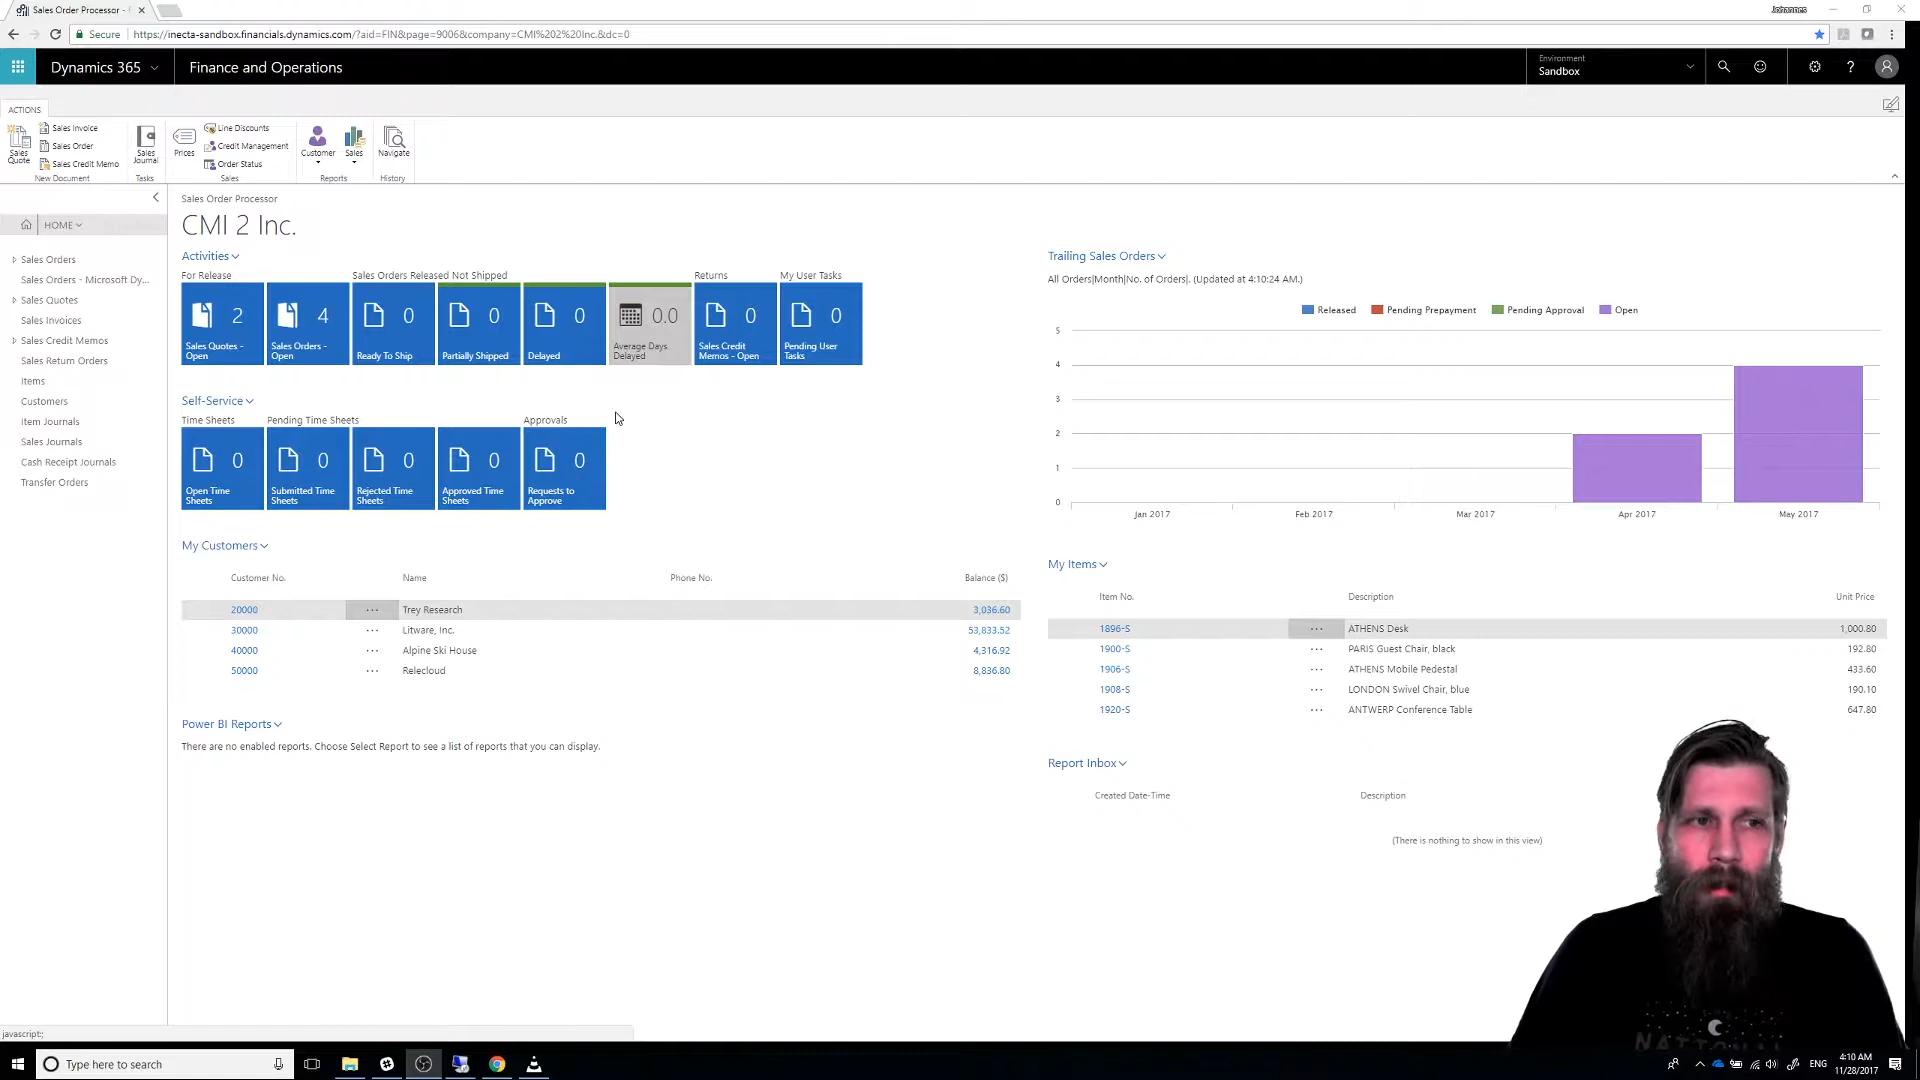 Sales Order Processor -
Johannes
Secure
https://inecta-sandbox.financials.dynamics.com/?aid=FIN&page=9006&company=CMI%202%20Inc.&dc=0
Dynamics 365
Finance and Operations
Environment
Sandbox
ACTIONS
Sales Quote
Sales Invoice
Sales Order
Sales Credit Memo
New Document
Sales Journal
Tasks
Prices
Line Discounts
Credit Management
Order Status
Sales
Customer
Sales
Reports
Navigate
History
HOME
Sales Orders
Sales Orders - Microsoft Dy...
Sales Quotes
Sales Invoices
Sales Credit Memos
Sales Return Orders
Items
Customers
Item Journals
Sales Journals
Cash Receipt Journals
Transfer Orders
Sales Order Processor
CMI 2 Inc.
Activities
For Release
Sales Orders Released Not Shipped
Returns
My User Tasks
2
Sales Quotes - Open
4
Sales Orders - Open
0
Ready To Ship
0
Partially Shipped
0
Delayed
0.0
Average Days Delayed
0
Sales Credit Memos - Open
0
Pending User Tasks
Self-Service
Time Sheets
Pending Time Sheets
Approvals
0
Open Time Sheets
0
Submitted Time Sheets
0
Rejected Time Sheets
0
Approved Time Sheets
0
Requests to Approve
My Customers
Customer No. Name Phone No. Balance ($)
20000 ... Trey Research 3,036.60
30000 ... Litware, Inc. 53,833.52
40000 ... Alpine Ski House 4,316.92
50000 ... Relecloud 8,836.80
Power BI Reports
There are no enabled reports. Choose Select Report to see a list of reports that you can display.
Trailing Sales Orders
All Orders|Month|No. of Orders|. (Updated at 4:10:24 AM.)
Released Pending Prepayment Pending Approval Open
5
4
3
2
1
0
Jan 2017 Feb 2017 Mar 2017 Apr 2017 May 2017
My Items
Item No. Description Unit Price
1896-S ... ATHENS Desk 1,000.80
1900-S ... PARIS Guest Chair, black 192.80
1906-S ... ATHENS Mobile Pedestal 433.60
1908-S ... LONDON Swivel Chair, blue 190.10
1920-S ... ANTWERP Conference Table 647.80
Report Inbox
Created Date-Time Description
(There is nothing to show in this view)
javascript:;
Type here to search
ENG
4:10 AM
11/28/2017